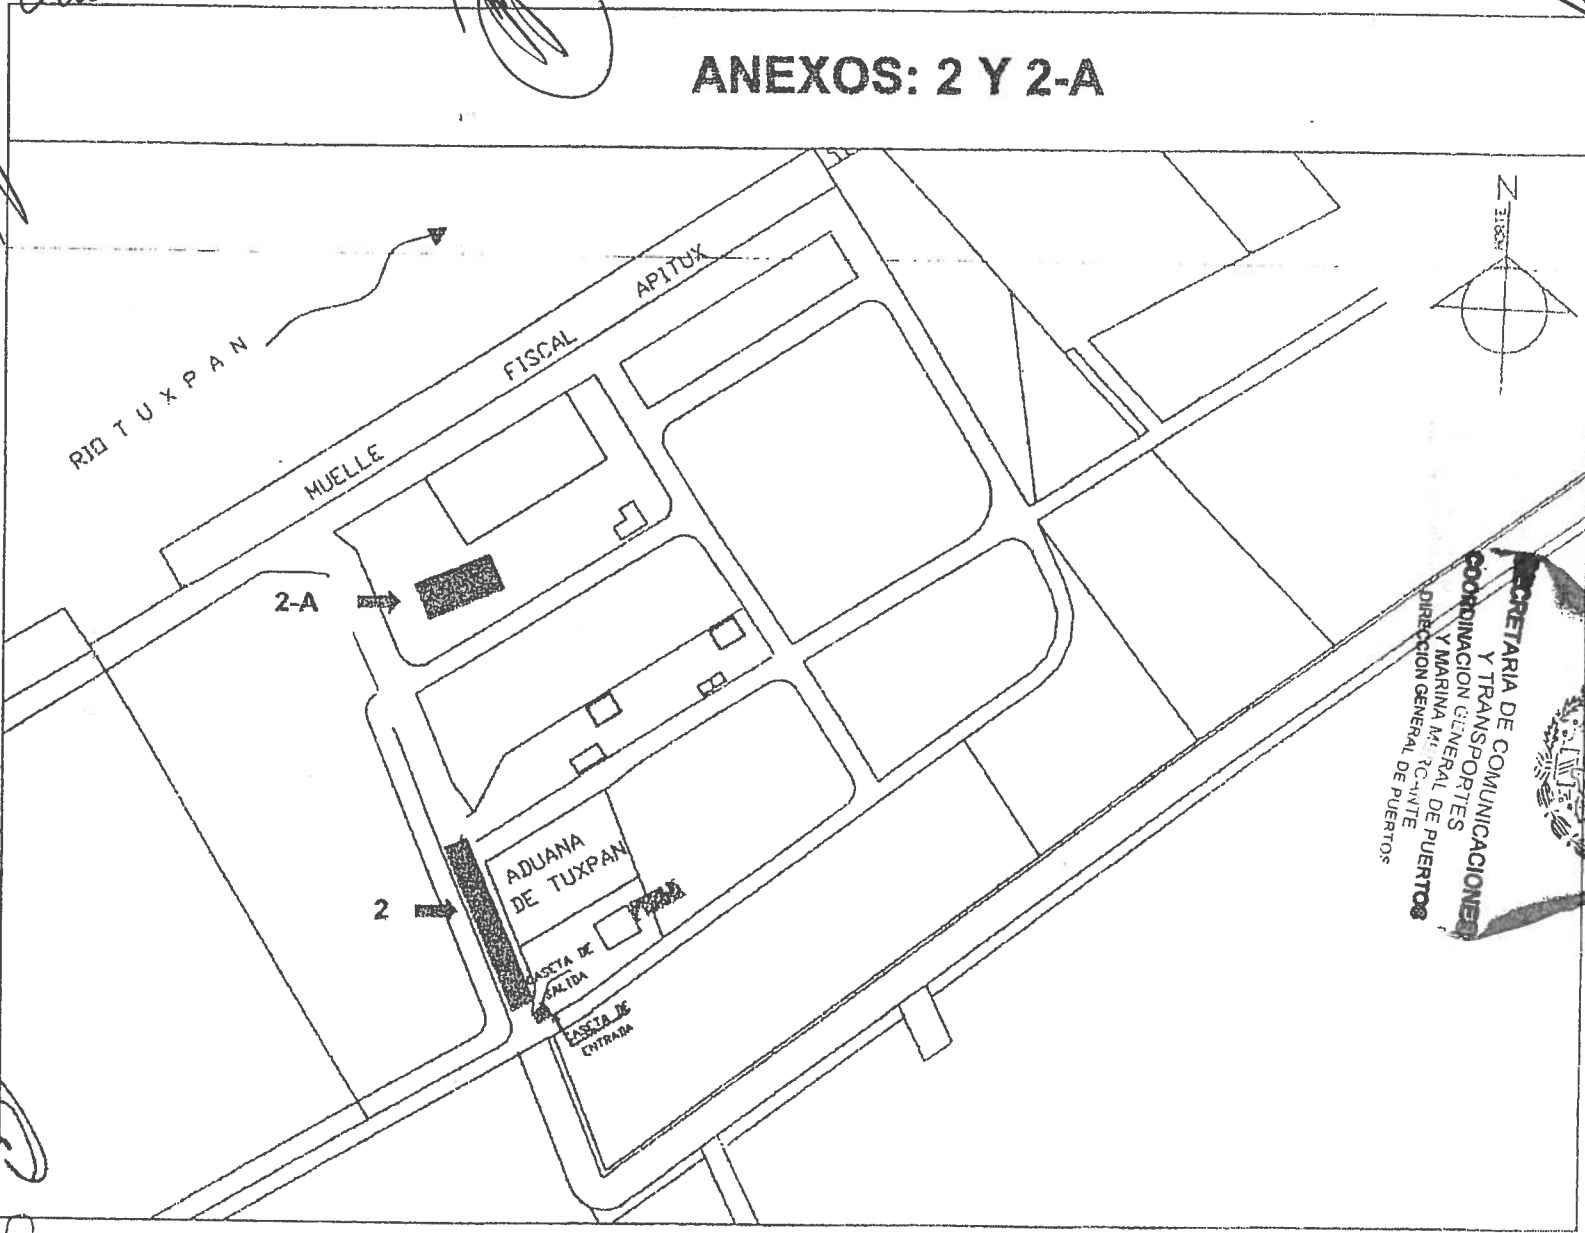 ANEXOS: 2 Y 2-A
NORTE
RIO TUXPAN
MUELLE FISCAL APITUX
2-A
ADUANA
DE TUXPAN
2
CASETA DE
SALIDA
CASETA DE
ENTRADA
SECRETARIA DE COMUNICACIONES
Y TRANSPORTES
COORDINACION GENERAL DE PUERTOS
Y MARINA MERCANTE
DIRECCION GENERAL DE PUERTOS